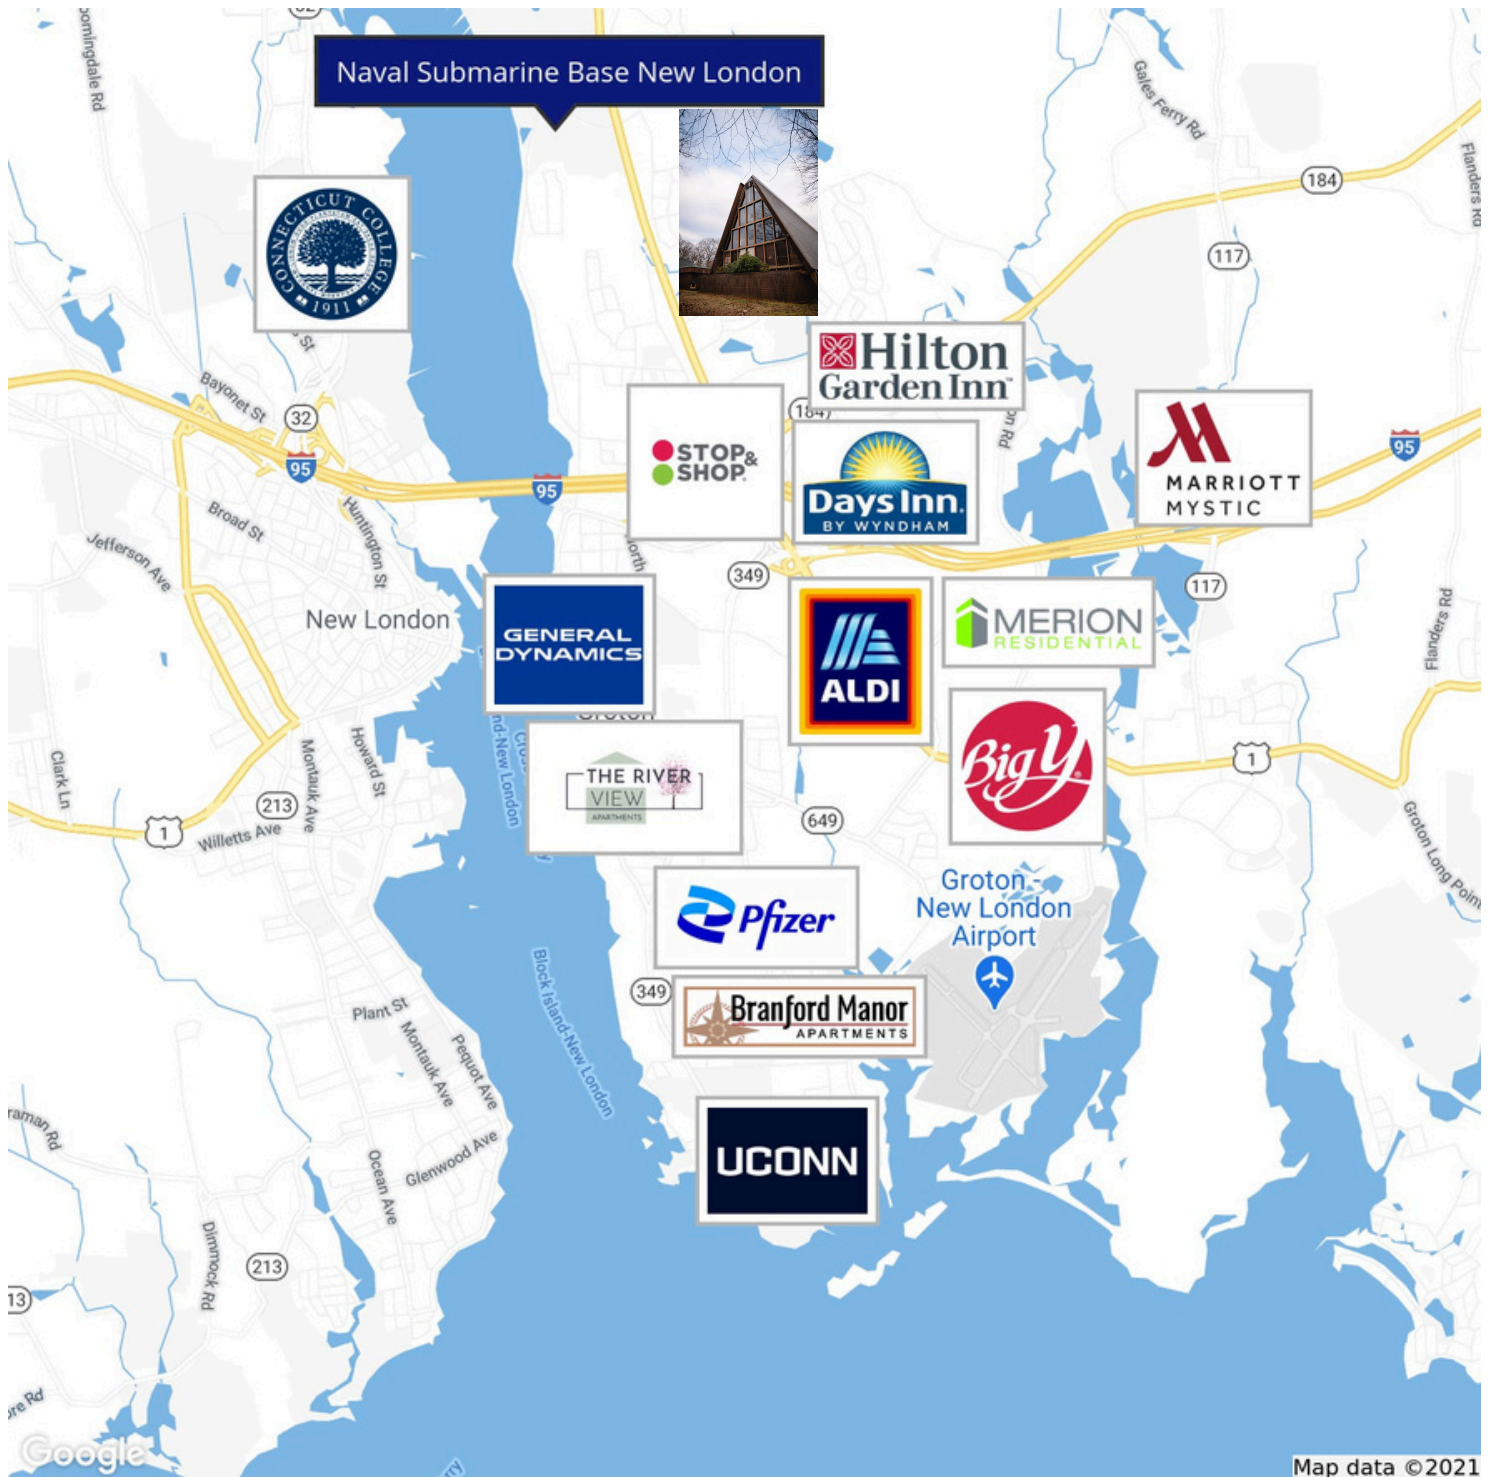 Naval Submarine Base New London
Gales Ferry Rd
184
Flanders Rd
117
CONNECTICUT COLLEGE
1911
Hilton
Garden Inn
Bayonet St
32
95
95
STOP&
SHOP
Days Inn.
BY WYNDHAM
MARRIOTT
MYSTIC
95
Broad St
Huntington St
Jefferson Ave
349
117
New London
GENERAL
DYNAMICS
ALDI
MERION
RESIDENTIAL
Flanders Rd
Groton
Clark Ln
Montauk Ave
Howard St
213
1
Willetts Ave
THE RIVER
VIEW
APARTMENTS
Big Y
1
649
Groton Long Point
Pfizer
Groton -
New London
Airport
349
Branford Manor
APARTMENTS
Block Island-New London
Plant St
Montauk Ave
Pequot Ave
UCONN
Glenwood Ave
Ocean Ave
Dimmock Rd
213
Google
Map data ©2021